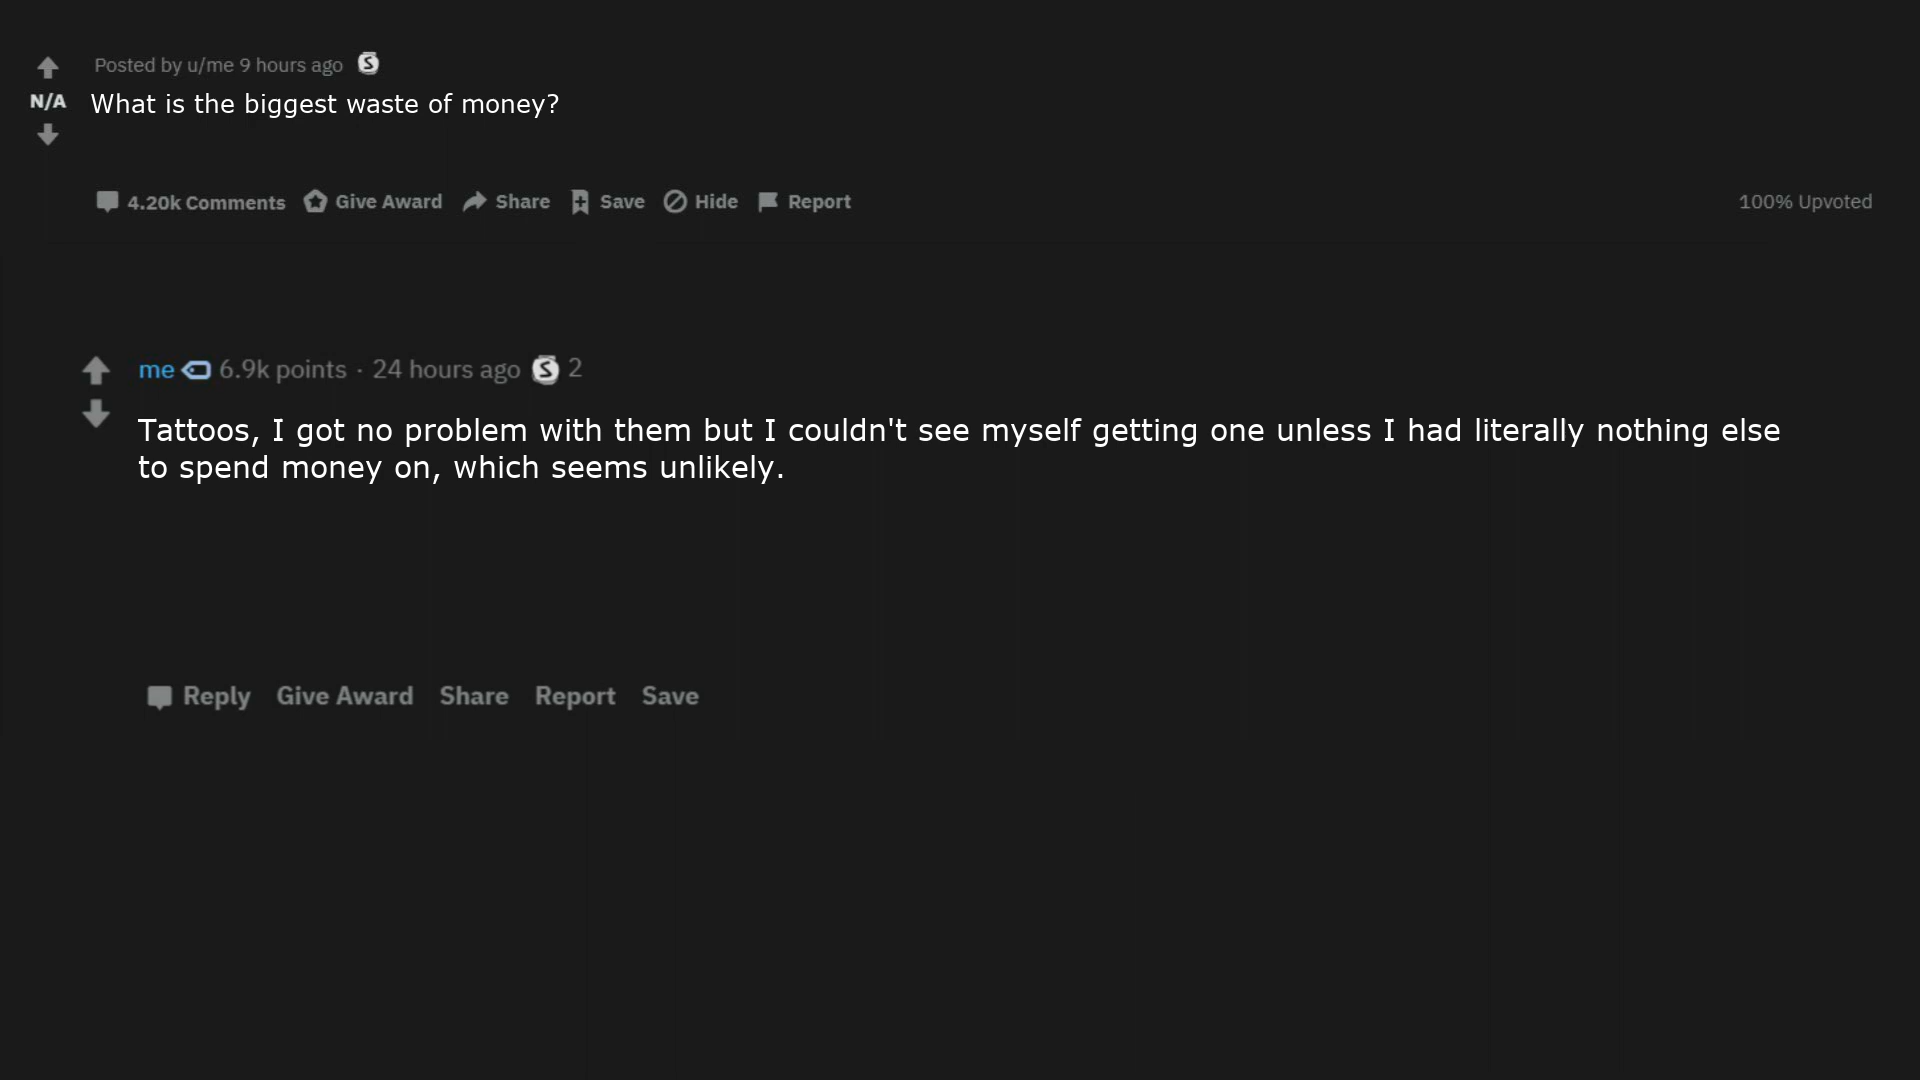 Posted by u/me 9 hours ago S
N/A What is the biggest waste of money?
4.20k Comments Give Award Share Save Hide Report 100% Upvoted
me 6.9k points · 24 hours ago S 2
Tattoos, I got no problem with them but I couldn't see myself getting one unless I had literally nothing else
to spend money on, which seems unlikely.
Reply Give Award Share Report Save